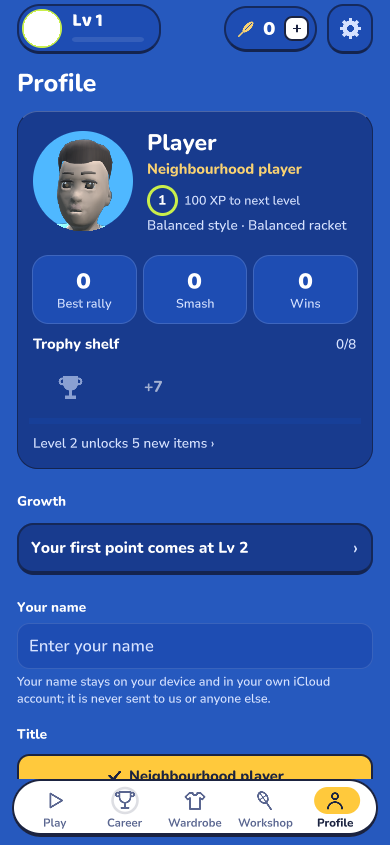 Lv 1
0
+
Profile
Player
Neighbourhood player
1
100 XP to next level
Balanced style · Balanced racket
0
Best rally
0
Smash
0
Wins
Trophy shelf
0/8
+7
Level 2 unlocks 5 new items ›
Growth
Your first point comes at Lv 2 ›
Your name
Enter your name
Your name stays on your device and in your own iCloud
account; it is never sent to us or anyone else.
Title
✓ Neighbourhood player
Play
Career
Wardrobe
Workshop
Profile